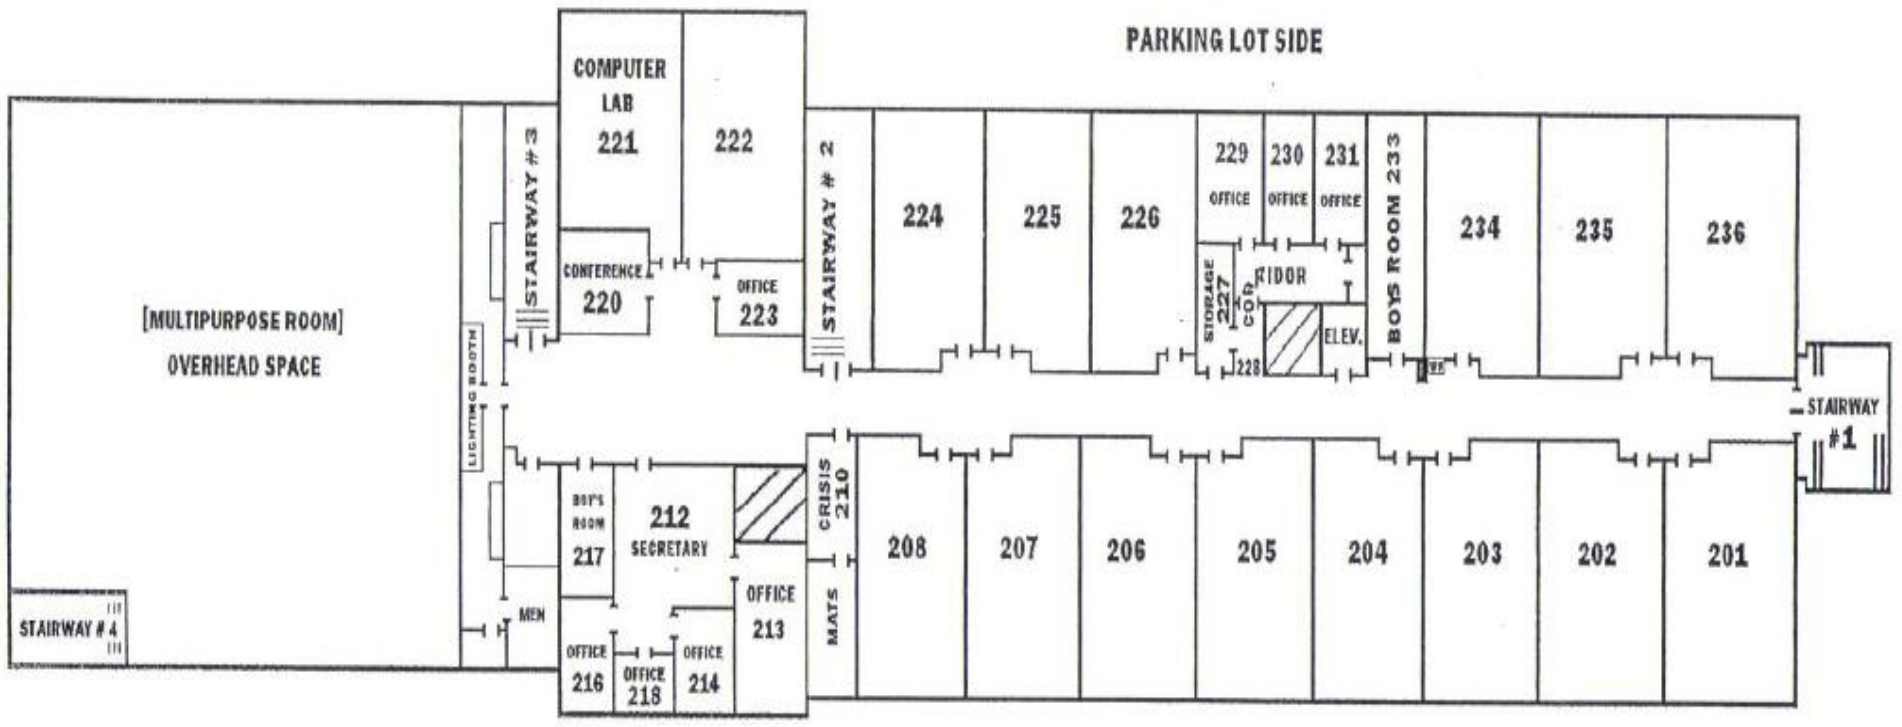 PARKING LOT SIDE
COMPUTER
LAB
221
222
STAIRWAY #3
STAIRWAY # 2
CONFERENCE
220
OFFICE
223
224
225
226
229
OFFICE
230
OFFICE
231
OFFICE
STORAGE
227
COR
RIDOR
228
ELEV.
BOYS ROOM 233
234
235
236
[MULTIPURPOSE ROOM]
OVERHEAD SPACE
LIGHTING BOOTH
STAIRWAY
#1
STAIRWAY # 4
MEN
BOY'S
ROOM
217
212
SECRETARY
OFFICE
213
OFFICE
216
OFFICE
218
OFFICE
214
CRISIS
210
MATS
208
207
206
205
204
203
202
201